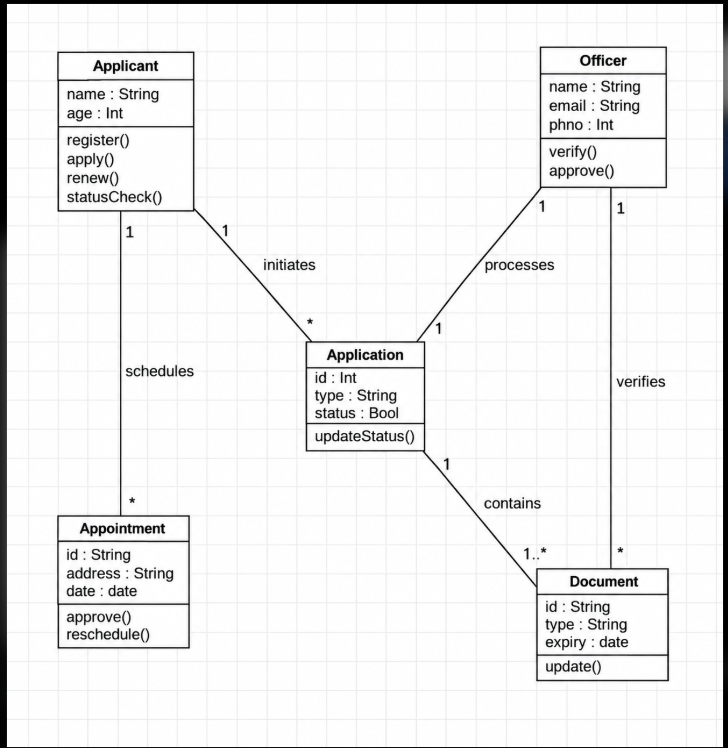 Applicant
name : String
age : Int
register()
apply()
renew()
statusCheck()
Officer
name : String
email : String
phno : Int
verify()
approve()
1
1
initiates
*
1
processes
1
1
verifies
*
Application
id : Int
type : String
status : Bool
updateStatus()
schedules
*
1
contains
1..*
Appointment
id : String
address : String
date : date
approve()
reschedule()
Document
id : String
type : String
expiry : date
update()